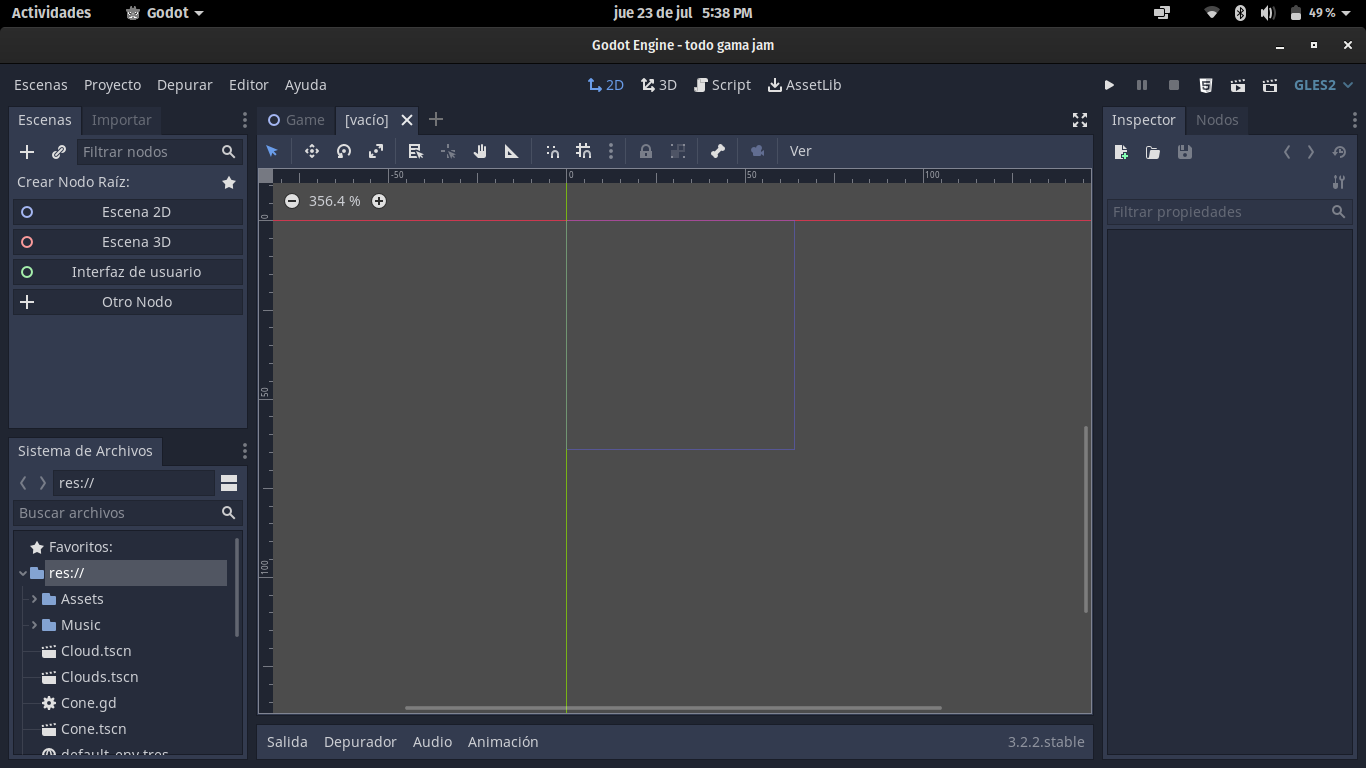 Actividades Godot jue 23 de jul 5:38 PM 49 %
Godot Engine - todo gama jam
Escenas Proyecto Depurar Editor Ayuda 2D 3D Script AssetLib GLES2
Escenas Importar Game [vacío] Inspector Nodos
Filtrar nodos Ver
Crear Nodo Raíz: -50 0 50 100
356.4 %
Escena 2D Filtrar propiedades
0
Escena 3D
Interfaz de usuario
Otro Nodo
50
Sistema de Archivos
res://
Buscar archivos
Favoritos:
100
res://
Assets
Music
Cloud.tscn
Clouds.tscn
Cone.gd
Cone.tscn
Salida Depurador Audio Animación 3.2.2.stable
default_env.tres